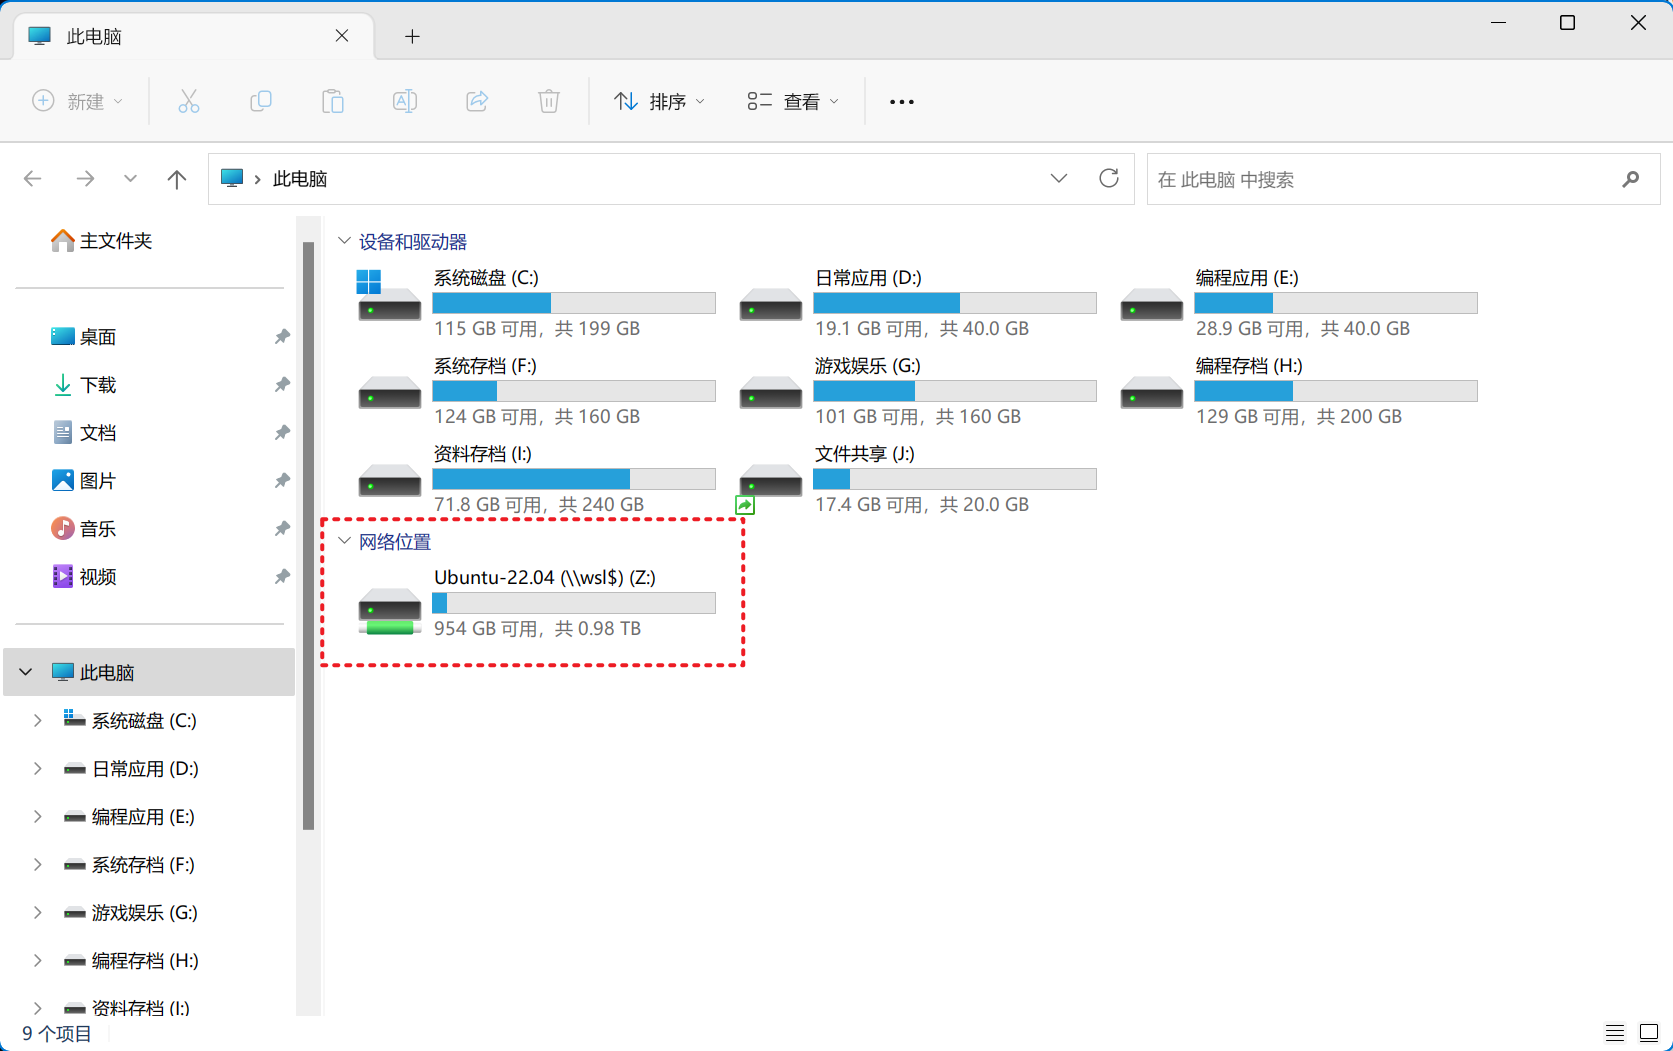 此电脑
新建
排序
查看
此电脑
在 此电脑 中搜索
主文件夹
桌面
下载
文档
图片
音乐
视频
此电脑
系统磁盘 (C:)
日常应用 (D:)
编程应用 (E:)
系统存档 (F:)
游戏娱乐 (G:)
编程存档 (H:)
资料存档 (I:)
设备和驱动器
系统磁盘 (C:)
115 GB 可用，共 199 GB
日常应用 (D:)
19.1 GB 可用，共 40.0 GB
编程应用 (E:)
28.9 GB 可用，共 40.0 GB
系统存档 (F:)
124 GB 可用，共 160 GB
游戏娱乐 (G:)
101 GB 可用，共 160 GB
编程存档 (H:)
129 GB 可用，共 200 GB
资料存档 (I:)
71.8 GB 可用，共 240 GB
文件共享 (J:)
17.4 GB 可用，共 20.0 GB
网络位置
Ubuntu-22.04 (\\wsl$) (Z:)
954 GB 可用，共 0.98 TB
9 个项目